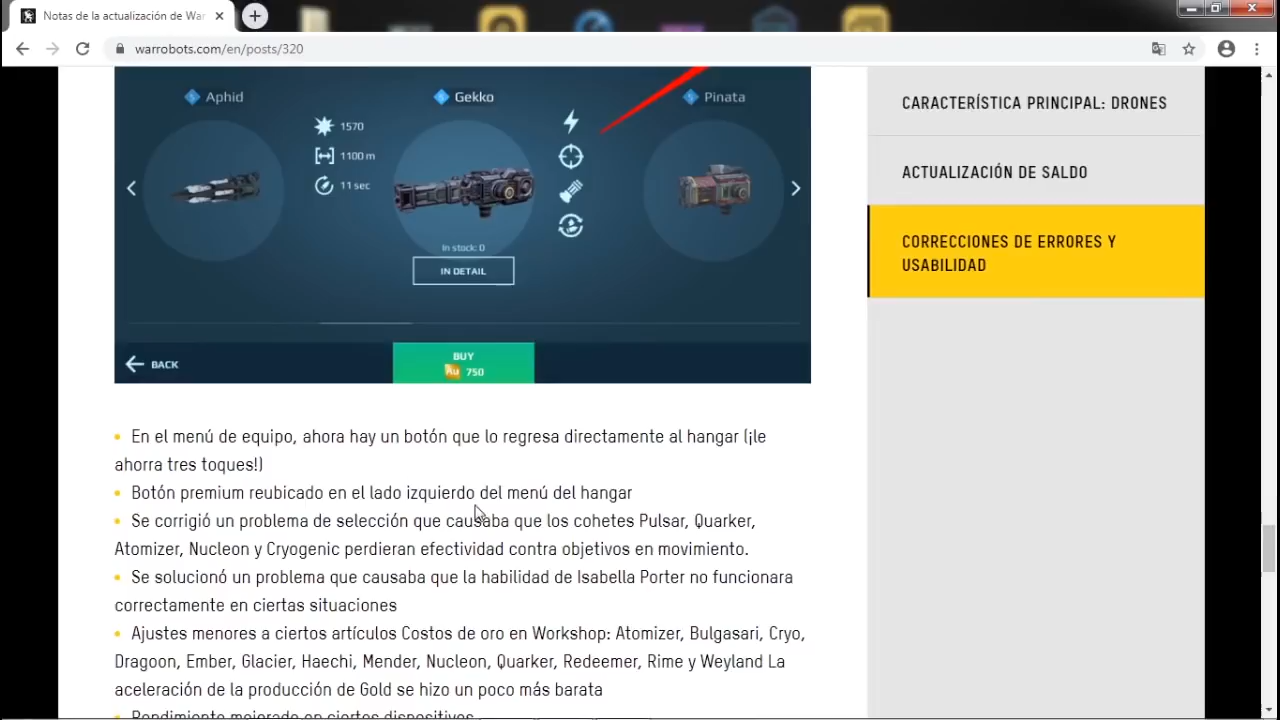 Notas de la actualización de War
warrobots.com/en/posts/320
Aphid
Gekko
Pinata
1570
1100 m
11 sec
In stock: 0
IN DETAIL
BACK
BUY
Au 750
CARACTERÍSTICA PRINCIPAL: DRONES
ACTUALIZACIÓN DE SALDO
CORRECCIONES DE ERRORES Y
USABILIDAD
• En el menú de equipo, ahora hay un botón que lo regresa directamente al hangar (¡le
ahorra tres toques!)
• Botón premium reubicado en el lado izquierdo del menú del hangar
• Se corrigió un problema de selección que causaba que los cohetes Pulsar, Quarker,
Atomizer, Nucleon y Cryogenic perdieran efectividad contra objetivos en movimiento.
• Se solucionó un problema que causaba que la habilidad de Isabella Porter no funcionara
correctamente en ciertas situaciones
• Ajustes menores a ciertos artículos Costos de oro en Workshop: Atomizer, Bulgasari, Cryo,
Dragoon, Ember, Glacier, Haechi, Mender, Nucleon, Quarker, Redeemer, Rime y Weyland La
aceleración de la producción de Gold se hizo un poco más barata
• Rendimiento mejorado en ciertos dispositivos